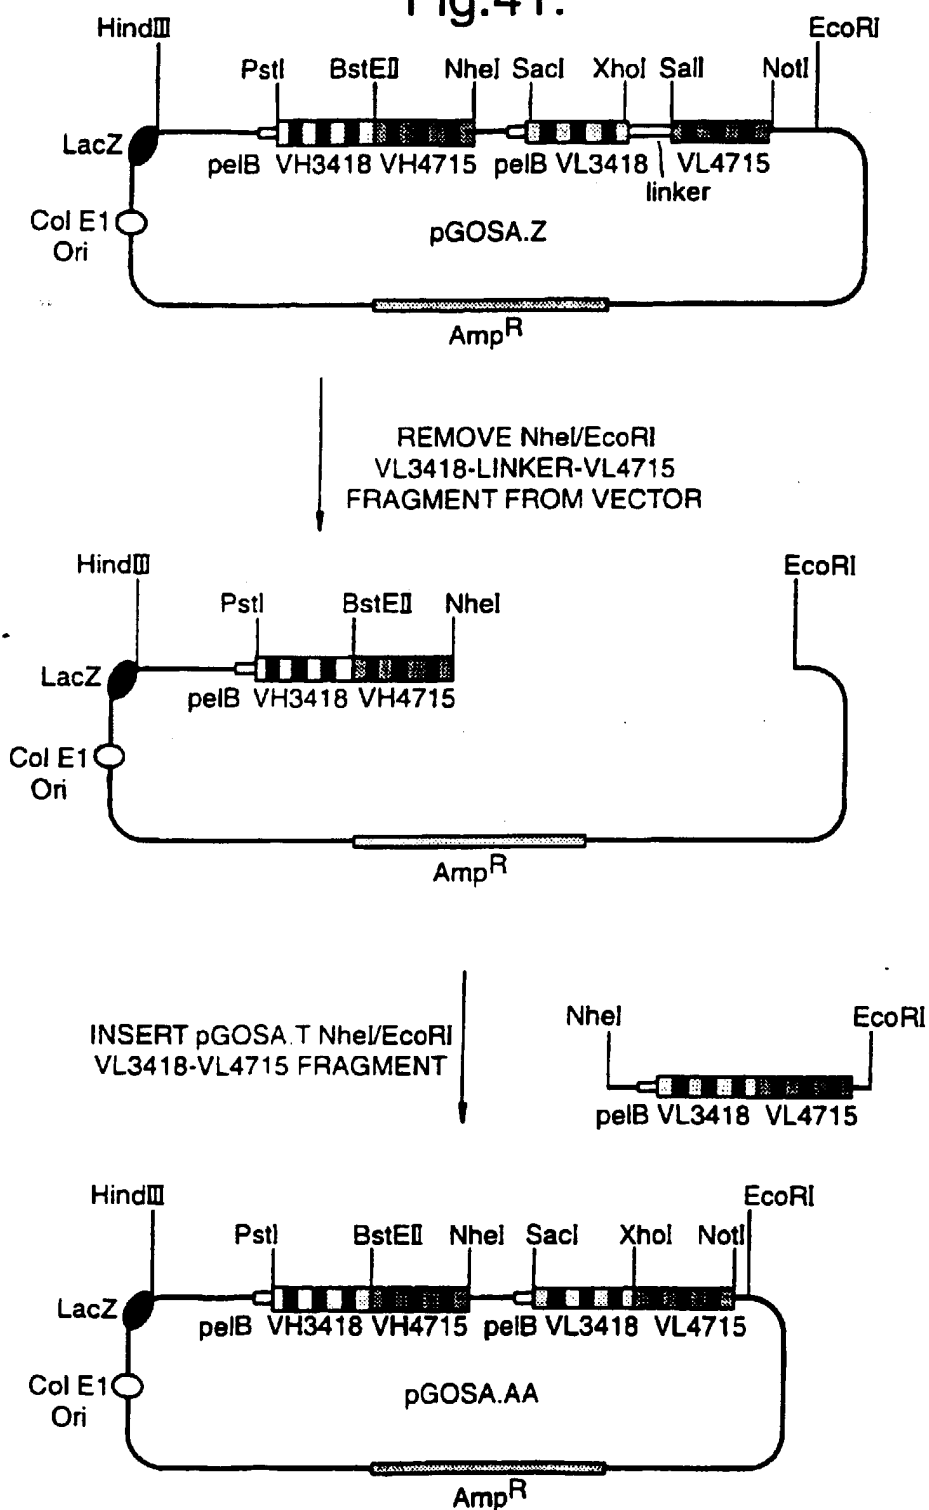 Fig.41.
HindIII EcoRI
PstI BstEII NheI SacI XhoI SalI NotI
LacZ
pelB VH3418 VH4715 pelB VL3418 VL4715
linker
Col E1
Ori
pGOSA.Z
AmpR
REMOVE NheI/EcoRI
VL3418-LINKER-VL4715
FRAGMENT FROM VECTOR
HindIII EcoRI
PstI BstEII NheI
LacZ
pelB VH3418 VH4715
Col E1
Ori
AmpR
INSERT pGOSA.T NheI/EcoRI
VL3418-VL4715 FRAGMENT
NheI EcoRI
pelB VL3418 VL4715
HindIII EcoRI
PstI BstEII NheI SacI XhoI NotI
LacZ
pelB VH3418 VH4715 pelB VL3418 VL4715
Col E1
Ori
pGOSA.AA
AmpR